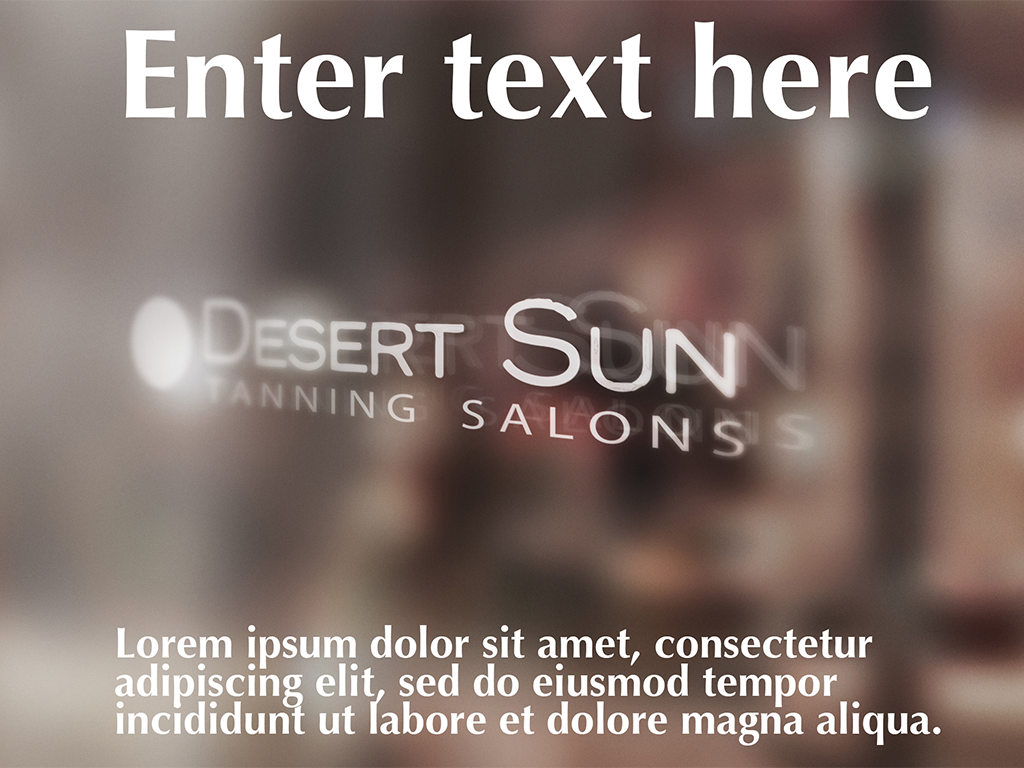 Enter text here
DESERT SUN
TANNING SALONS
Lorem ipsum dolor sit amet, consectetur
adipiscing elit, sed do eiusmod tempor
incididunt ut labore et dolore magna aliqua.